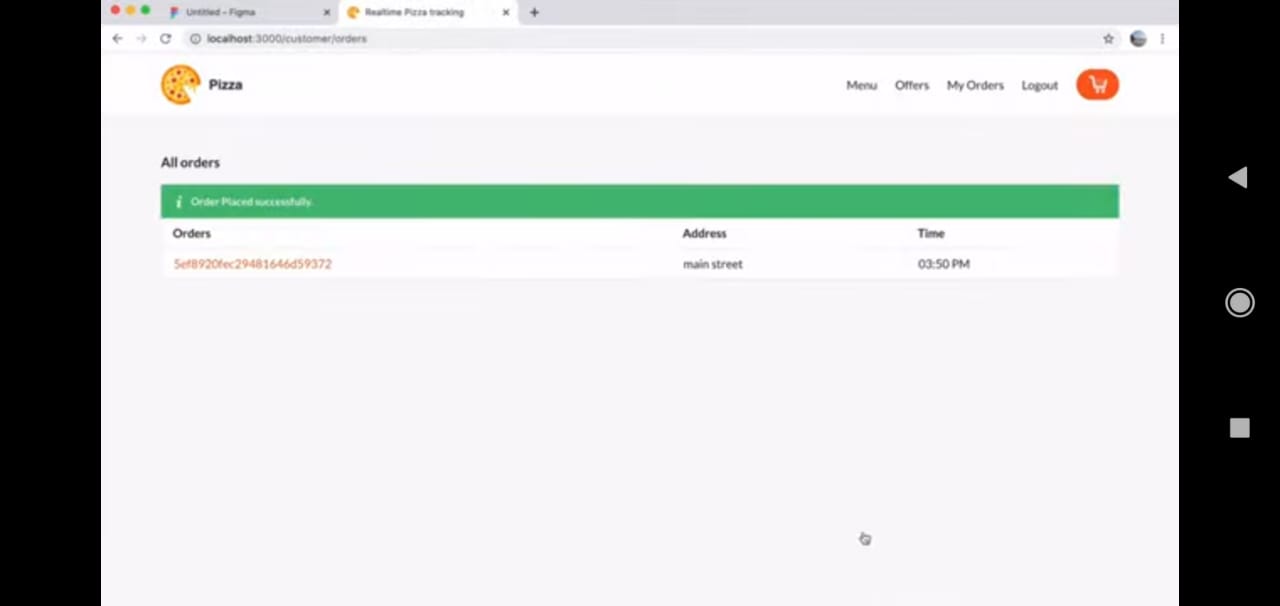 Untitled – Figma
Realtime Pizza tracking
localhost:3000/customer/orders
Pizza
Menu Offers My Orders Logout
All orders
Order Placed successfully.
Orders Address Time
5ef8920fec29481646d59372 main street 03:50 PM